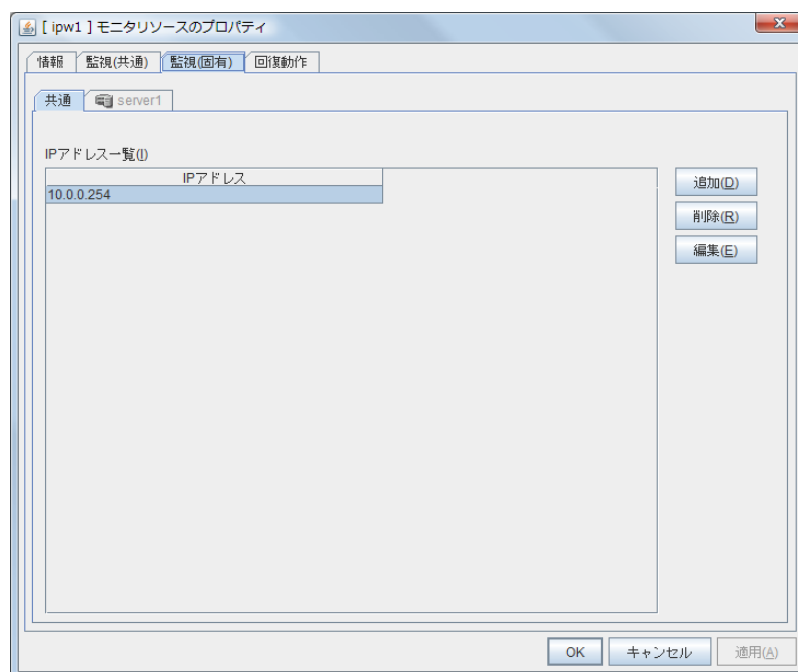 [ ipw1 ] モニタリソースのプロパティ
情報 監視(共通) 監視(固有) 回復動作
共通 server1
IPアドレス一覧(I)
IPアドレス
10.0.0.254
追加(D)
削除(R)
編集(E)
OK キャンセル 適用(A)